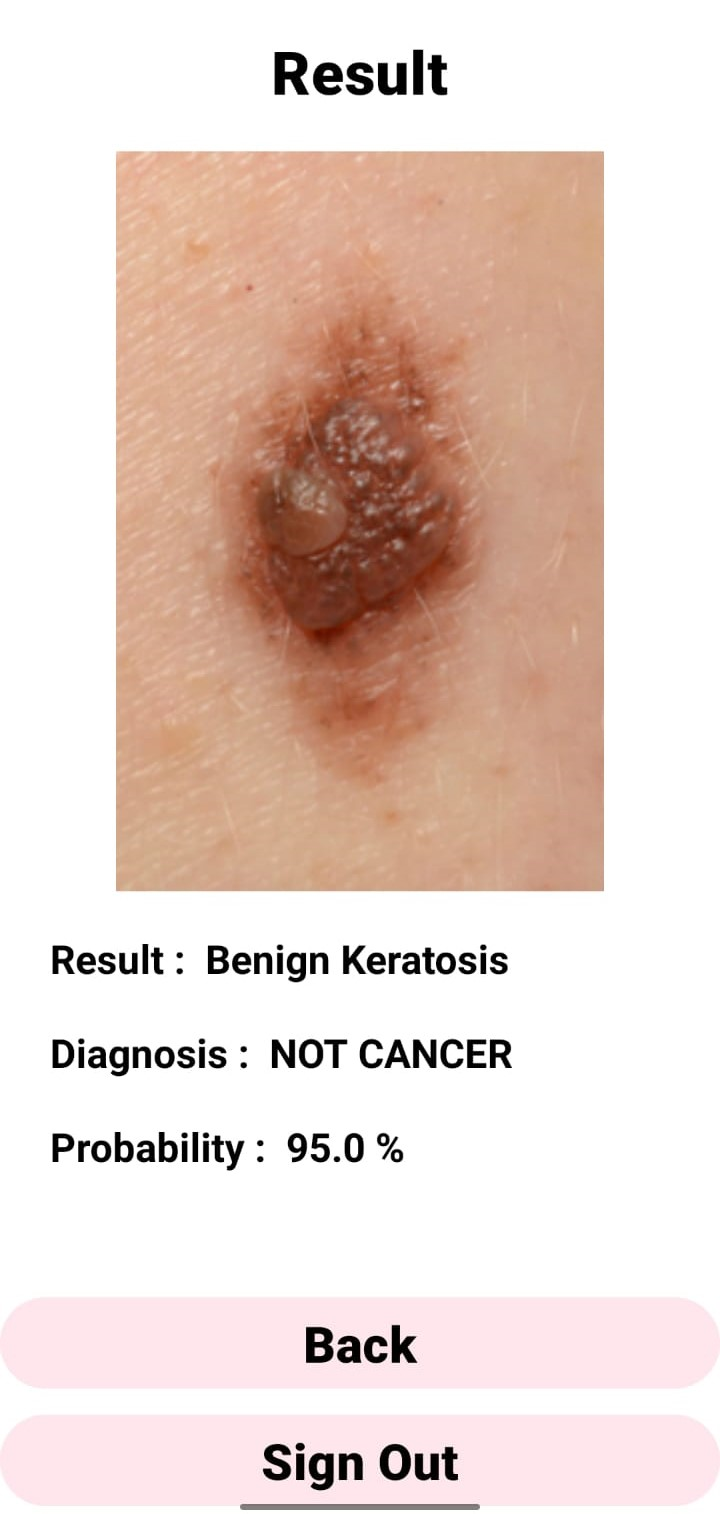 Result
Result :  Benign Keratosis
Diagnosis :  NOT CANCER
Probability :  95.0 %
Back
Sign Out